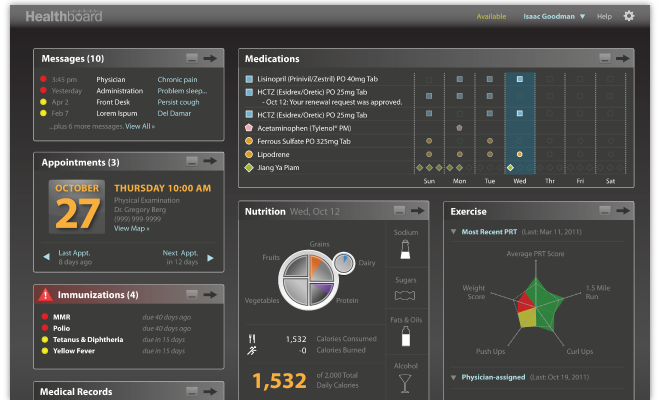 Healthboard
Available Isaac Goodman ▼ Help
Messages (10)
3:45 pm Physician Chronic pain
Yesterday Administration Problem sleep...
Apr 2 Front Desk Persist cough
Feb 7 Lorem Ipsum Del Damar
...plus 6 more messages. View All »
Appointments (3)
OCTOBER
27
THURSDAY 10:00 AM
Physical Examination
Dr. Gregory Berg
(999) 999-9999
View Map »
Last Appt. Next Appt.
8 days ago in 12 days
Immunizations (4)
MMR due 40 days ago
Polio due 40 days ago
Tetanus & Diphtheria due in 15 days
Yellow Fever due in 15 days
Medical Records
Medications
Lisinopril (Prinivil/Zestril) PO 40mg Tab
HCTZ (Esidrex/Oretic) PO 25mg Tab
- Oct 12: Your renewal request was approved.
HCTZ (Esidrex/Oretic) PO 25mg Tab
Acetaminophen (Tylenol® PM)
Ferrous Sulfate PO 325mg Tab
Lipodrene
Jiang Ya Piam
Sun Mon Tue Wed Thr Fri Sat
Nutrition Wed, Oct 12
Grains
Fruits
Dairy
Vegetables
Protein
1,532 Calories Consumed
-0 Calories Burned
1,532 of 2,000 Total
Daily Calories
Sodium
Sugars
Fats & Oils
Alcohol
Exercise
Most Recent PRT (Last: Mar 11, 2011)
Average PRT Score
Weight
Score
1.5 Mile
Run
Push Ups
Curl Ups
Physician-assigned (Last: Oct 19, 2011)